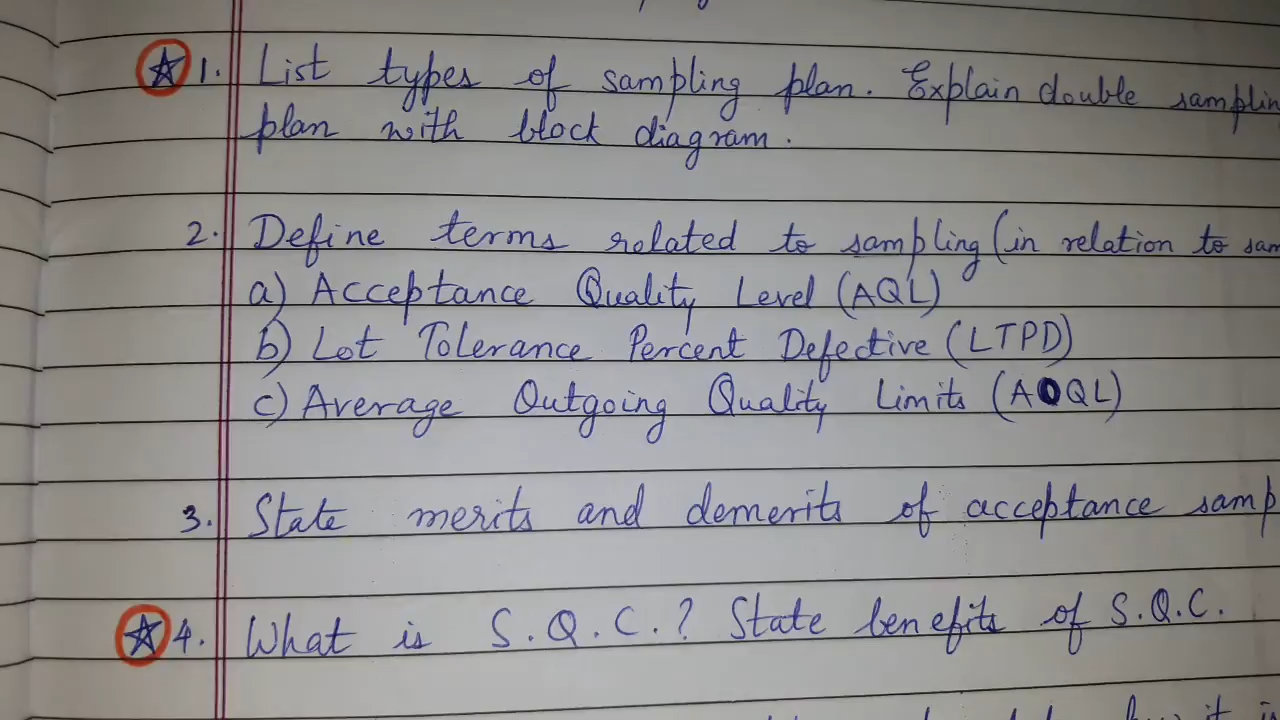 1. List types of sampling plan. Explain double samplin
plan with block diagram.
2. Define terms related to sampling (in relation to sam
a) Acceptance Quality Level (AQL)
b) Lot Tolerance Percent Defective (LTPD)
c) Average Outgoing Quality Limits (AOQL)
3. State merits and demerits of acceptance samp
4. What is S.Q.C.? State benefits of S.Q.C.